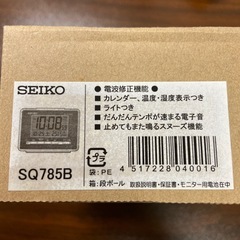 SEIKO
SQ785B
● 電波修正機能
■ カレンダー、温度・湿度表示つき
■ ライトつき
■ だんだんテンポが速まる電子音
■ 止めてもまた鳴るスヌーズ機能
プラ
袋:PE
4 517228 040016
箱:段ボール
取扱説明書・保証書・モニター用電池在中